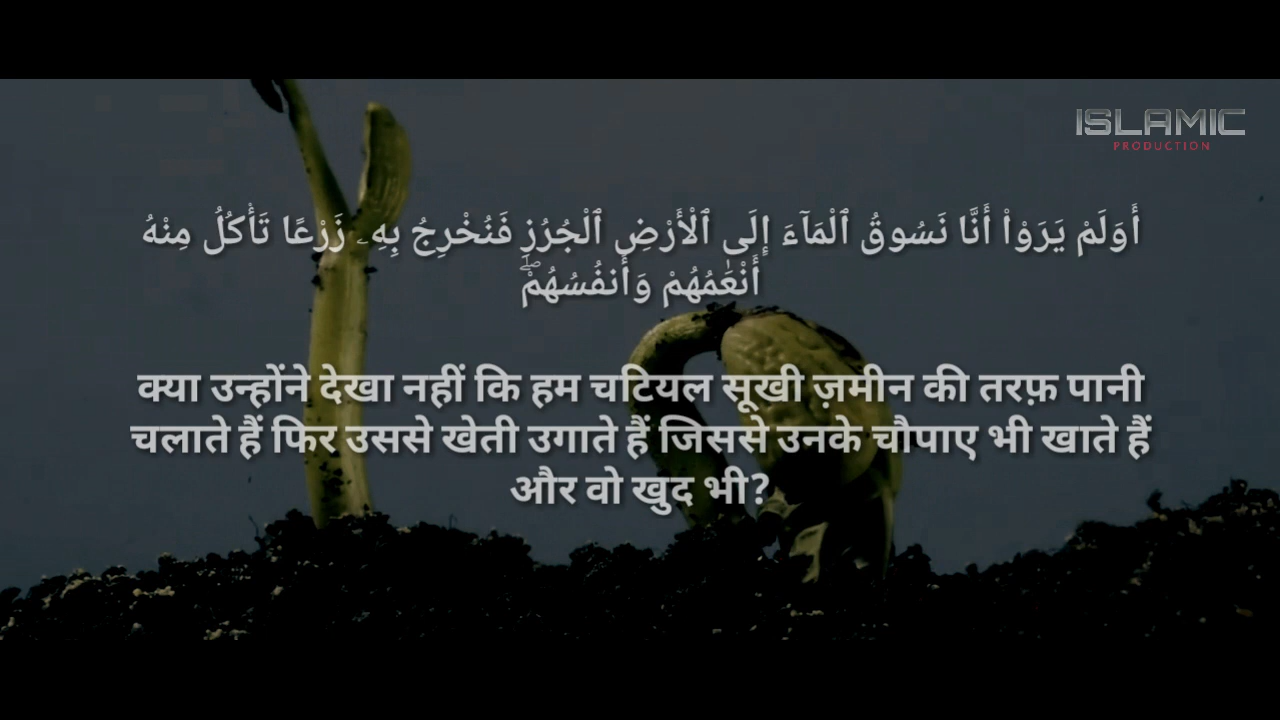 ISLAMIC
PRODUCTION
أَوَلَمْ يَرَوْا۟ أَنَّا نَسُوقُ ٱلْمَآءَ إِلَى ٱلْأَرْضِ ٱلْجُرُزِ فَنُخْرِجُ بِهِۦ زَرْعًا تَأْكُلُ مِنْهُ
أَنْعَـٰمُهُمْ وَأَنفُسُهُمْ ۖ
क्या उन्होंने देखा नहीं कि हम चटियल सूखी ज़मीन की तरफ़ पानी
चलाते हैं फिर उससे खेती उगाते हैं जिससे उनके चौपाए भी खाते हैं
और वो खुद भी?